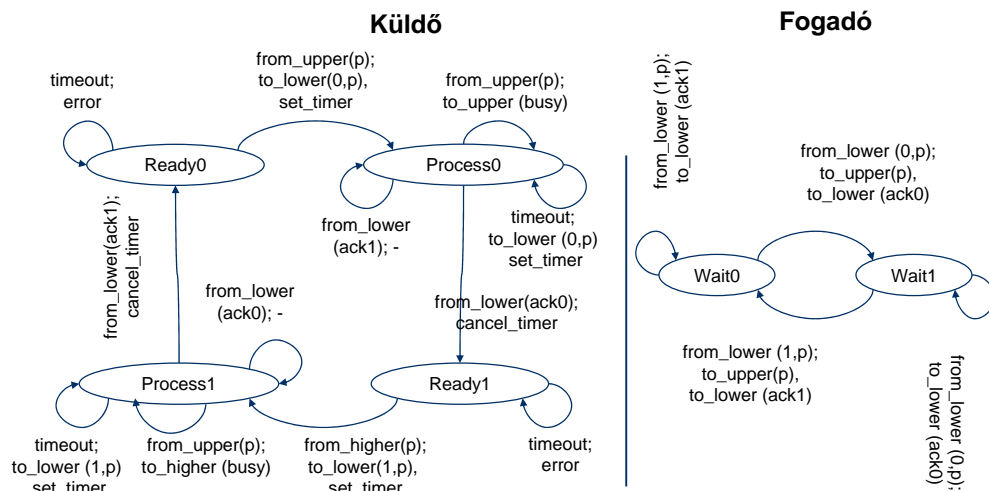 Küldő
Fogadó
timeout;
error
from_upper(p);
to_lower(0,p),
set_timer
from_upper(p);
to_upper (busy)
Ready0
Process0
from_lower
(ack1); -
timeout;
to_lower (0,p)
set_timer
from_lower(ack1);
cancel_timer
from_lower
(ack0); -
from_lower(ack0);
cancel_timer
Process1
Ready1
timeout;
to_lower (1,p)
set_timer
from_upper(p);
to_higher (busy)
from_higher(p);
to_lower(1,p),
set_timer
timeout;
error
from_lower (1,p);
to_lower (ack1)
from_lower (0,p);
to_upper(p),
to_lower (ack0)
Wait0
Wait1
from_lower (1,p);
to_upper(p),
to_lower (ack1)
from_lower (0,p);
to_lower (ack0)